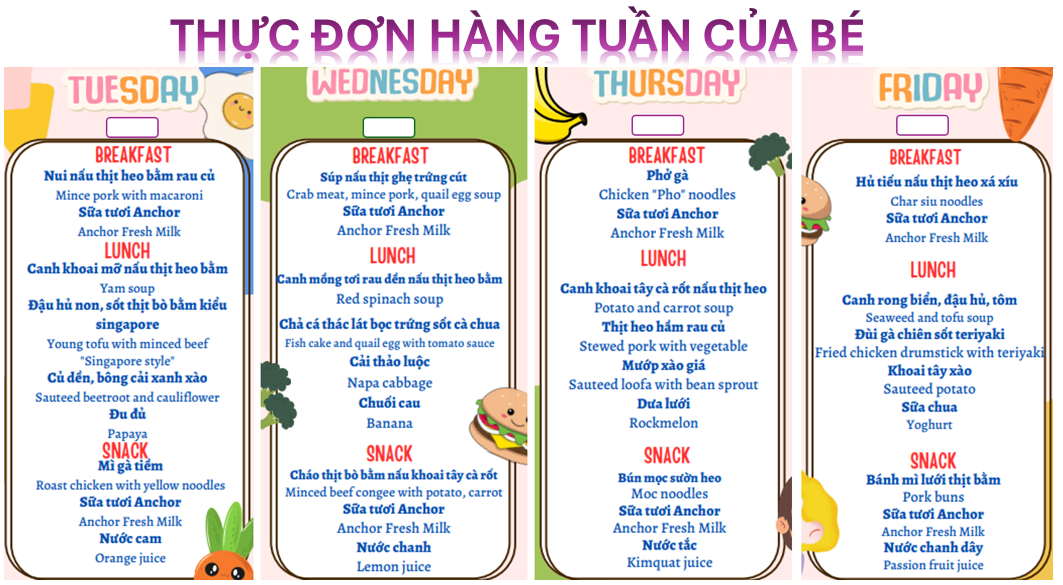 THỰC ĐƠN HÀNG TUẦN CỦA BÉ
TUESDAY
BREAKFAST
Nui nấu thịt heo bằm rau củ
Mince pork with macaroni
Sữa tươi Anchor
Anchor Fresh Milk
LUNCH
Canh khoai mỡ nấu thịt heo bằm
Yam soup
Đậu hủ non, sốt thịt bò bằm kiểu
singapore
Young tofu with minced beef
"Singapore style"
Củ dền, bông cải xanh xào
Sauteed beetroot and cauliflower
Đu đủ
Papaya
SNACK
Mì gà tiềm
Roast chicken with yellow noodles
Sữa tươi Anchor
Anchor Fresh Milk
Nước cam
Orange juice
WEDNESDAY
BREAKFAST
Súp nấu thịt ghẹ trứng cút
Crab meat, mince pork, quail egg soup
Sữa tươi Anchor
Anchor Fresh Milk
LUNCH
Canh mồng tơi rau dền nấu thịt heo bằm
Red spinach soup
Chả cá thác lát bọc trứng sốt cà chua
Fish cake and quail egg with tomato sauce
Cải thảo luộc
Napa cabbage
Chuối cau
Banana
SNACK
Cháo thịt bò bằm nấu khoai tây cà rốt
Minced beef congee with potato, carrot
Sữa tươi Anchor
Anchor Fresh Milk
Nước chanh
Lemon juice
THURSDAY
BREAKFAST
Phở gà
Chicken "Pho" noodles
Sữa tươi Anchor
Anchor Fresh Milk
LUNCH
Canh khoai tây cà rốt nấu thịt heo
Potato and carrot soup
Thịt heo hầm rau củ
Stewed pork with vegetable
Mướp xào giá
Sauteed loofa with bean sprout
Dưa lưới
Rockmelon
SNACK
Bún mọc sườn heo
Moc noodles
Sữa tươi Anchor
Anchor Fresh Milk
Nước tắc
Kimquat juice
FRIDAY
BREAKFAST
Hủ tiếu nấu thịt heo xá xíu
Char siu noodles
Sữa tươi Anchor
Anchor Fresh Milk
LUNCH
Canh rong biển, đậu hủ, tôm
Seaweed and tofu soup
Đùi gà chiên sốt teriyaki
Fried chicken drumstick with teriyaki
Khoai tây xào
Sauteed potato
Sữa chua
Yoghurt
SNACK
Bánh mì lưới thịt bằm
Pork buns
Sữa tươi Anchor
Anchor Fresh Milk
Nước chanh dây
Passion fruit juice